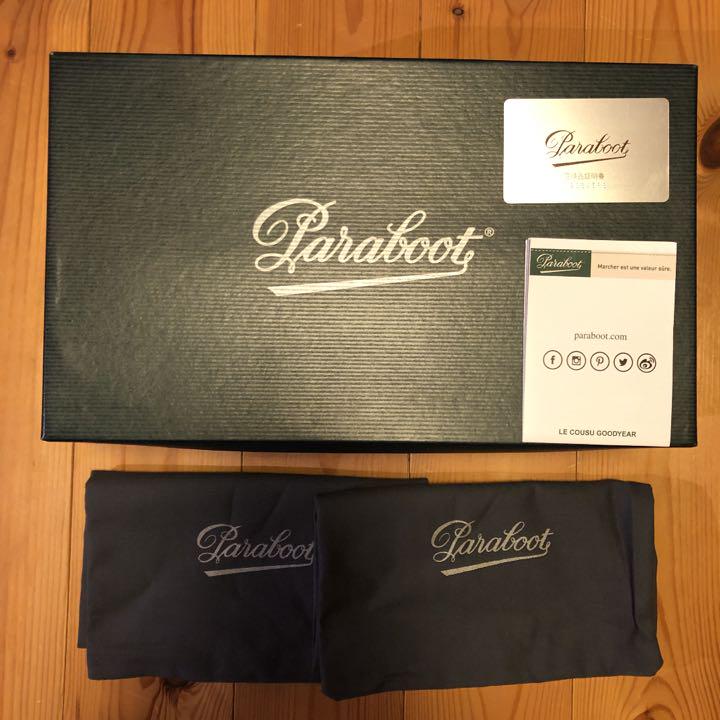 Paraboot®
Paraboot
Paraboot
Marcher est une valeur sûre.
paraboot.com
LE COUSU GOODYEAR
Paraboot
Paraboot